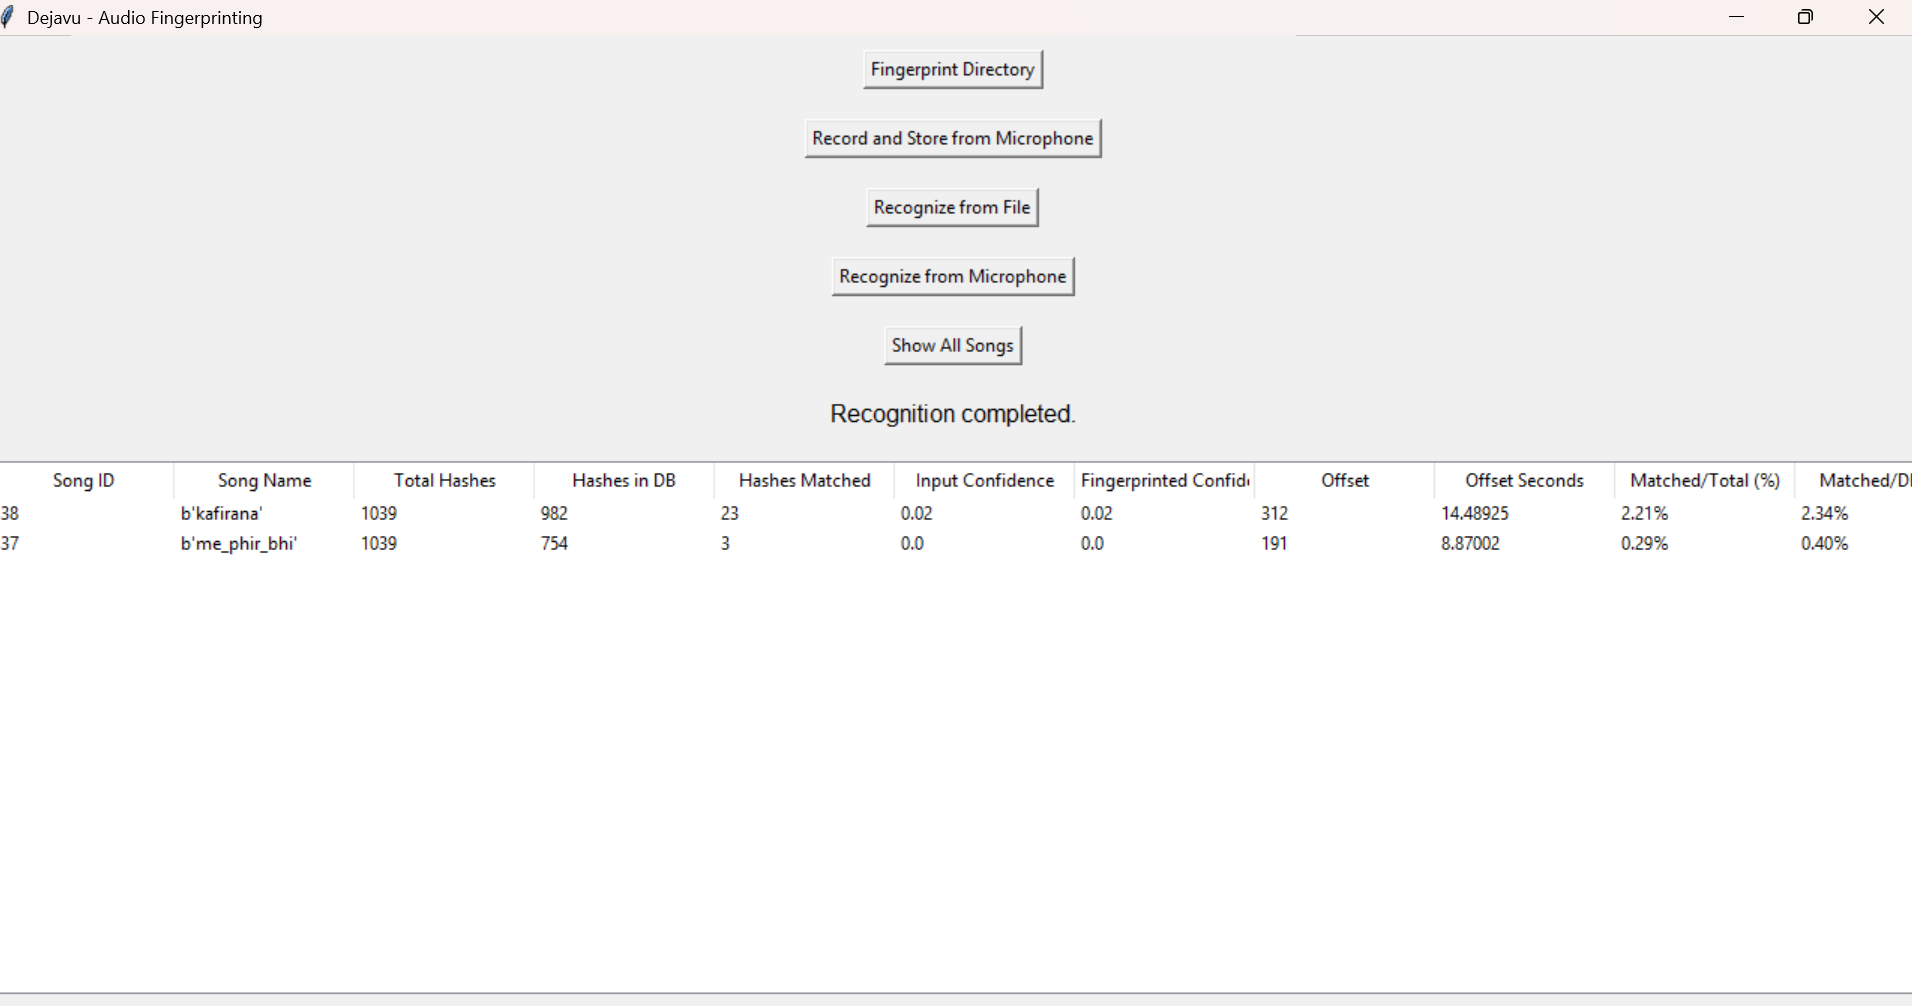 Dejavu - Audio Fingerprinting
Fingerprint Directory
Record and Store from Microphone
Recognize from File
Recognize from Microphone
Show All Songs
Recognition completed.
Song ID Song Name Total Hashes Hashes in DB Hashes Matched Input Confidence Fingerprinted Confid Offset Offset Seconds Matched/Total (%) Matched/D
38 b'kafirana' 1039 982 23 0.02 0.02 312 14.48925 2.21% 2.34%
37 b'me_phir_bhi' 1039 754 3 0.0 0.0 191 8.87002 0.29% 0.40%